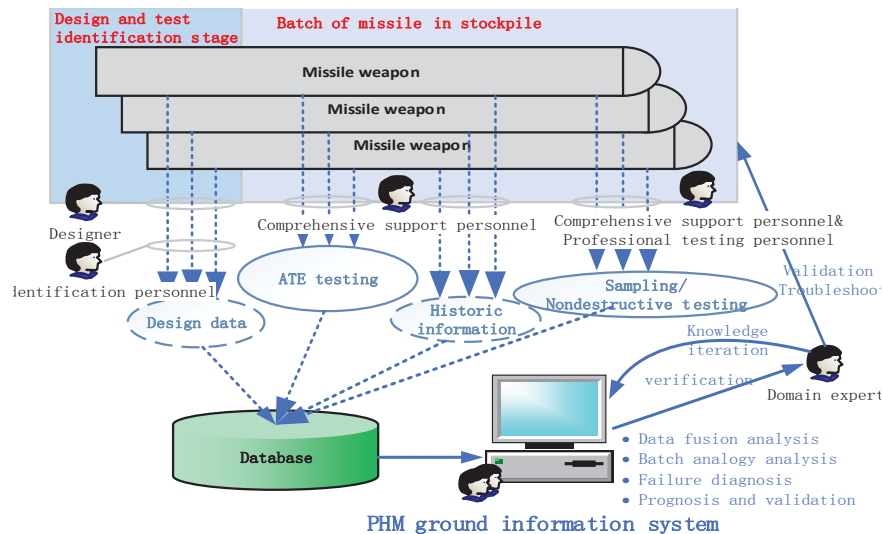 Design and test
identification stage
Batch of missile in stockpile
Missile weapon
Missile weapon
Missile weapon
Designer
Comprehensive support personnel
Comprehensive support personnel&
Professional testing personnel
dentification personnel
ATE testing
Sampling/
Nondestructive testing
Validation
Troubleshoot
Design data
Historic
information
Knowledge
iteration
verification
Domain expert
Database
• Data fusion analysis
• Batch analogy analysis
• Failure diagnosis
• Prognosis and validation
PHM ground information system